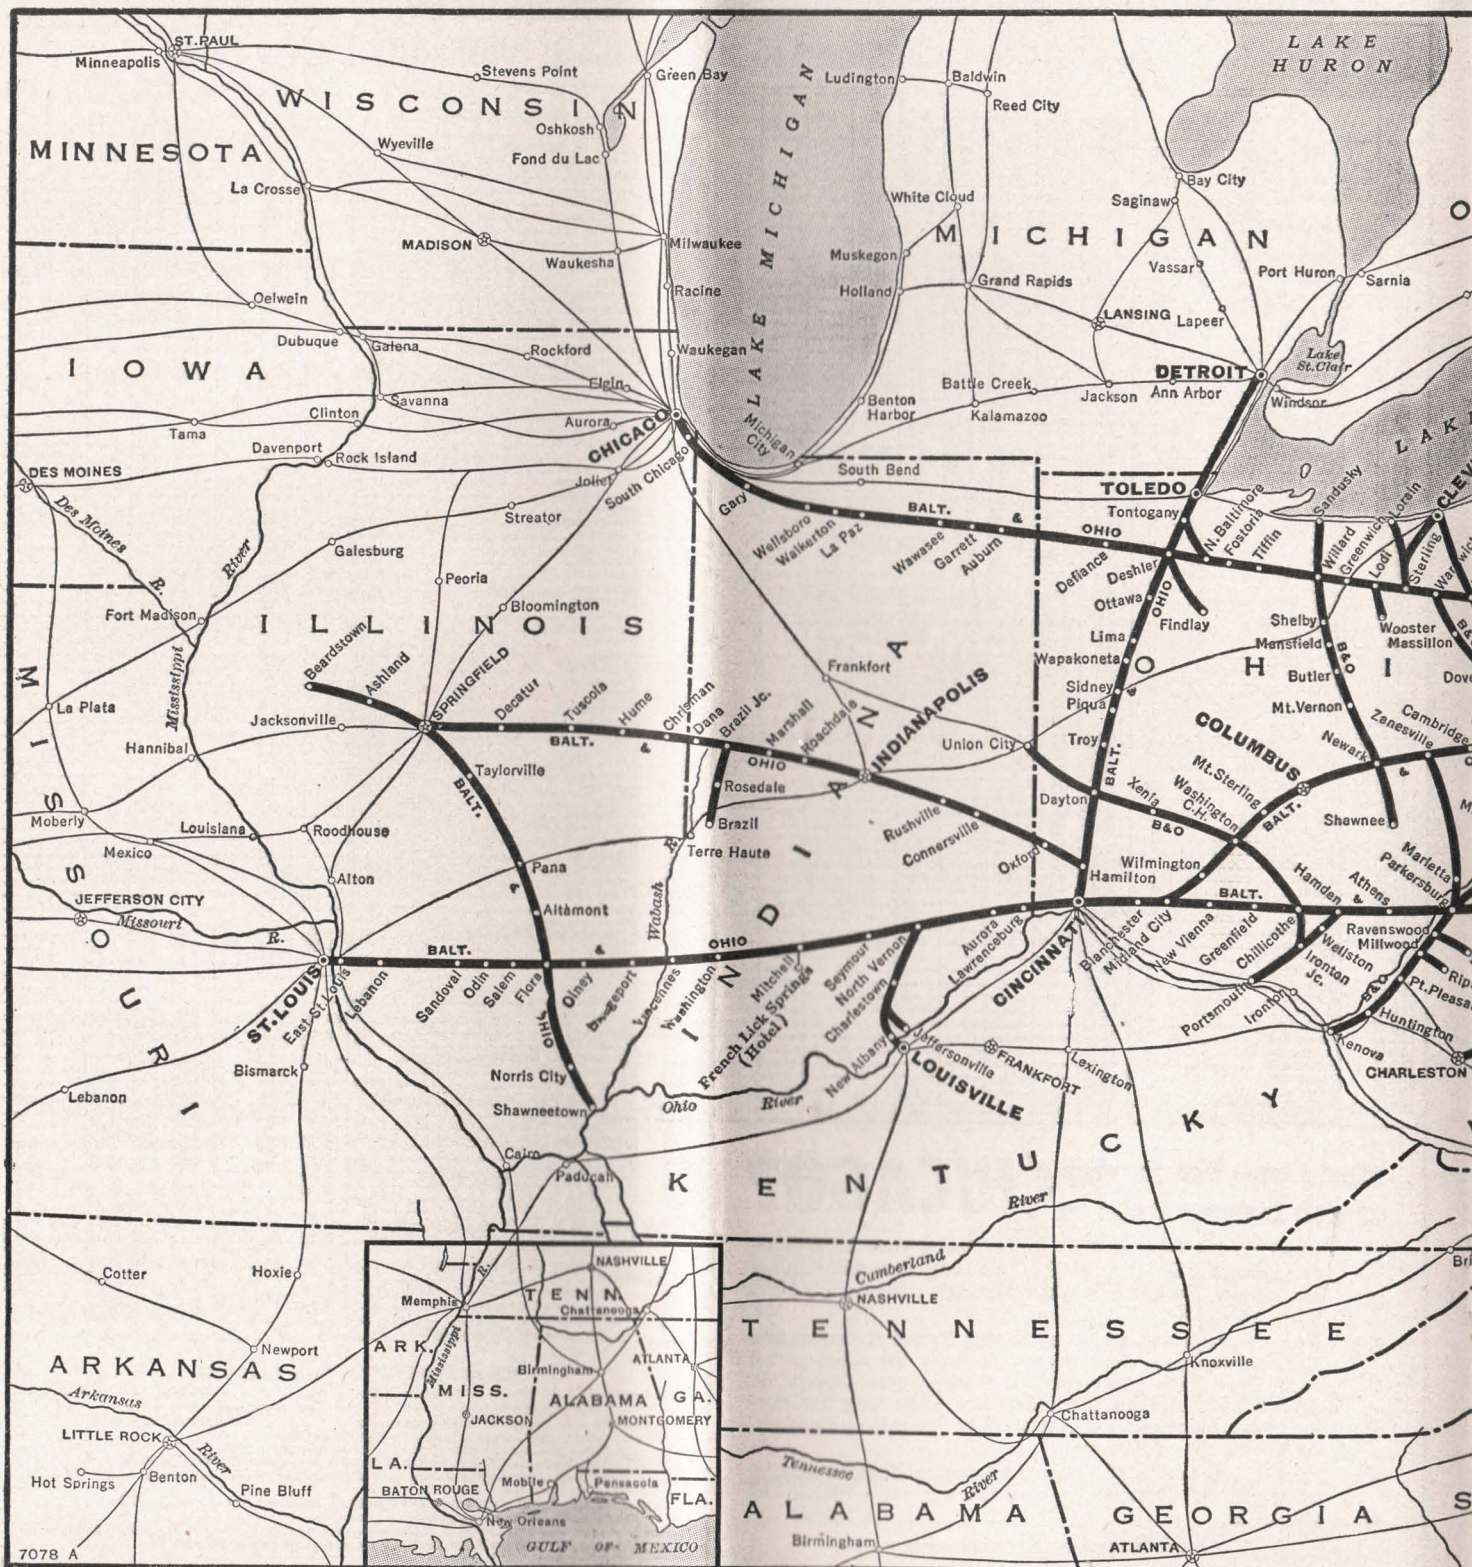 ST. PAUL
Minneapolis
Stevens Point
Green Bay
WISCONSIN
Oshkosh
Fond du Lac
Wyeville
MINNESOTA
La Crosse
MADISON
Milwaukee
Waukesha
Racine
Oelwein
Dubuque
Galena
Rockford
Waukegan
IOWA
Elgin
Savanna
Clinton
Aurora
CHICAGO
Tama
Davenport
Rock Island
Joliet
South Chicago
DES MOINES
Des Moines
R.
River
Streator
Galesburg
LAKE MICHIGAN
LAKE MICHIGAN
Ludington
Baldwin
Reed City
LAKE
HURON
White Cloud
Bay City
Saginaw
MICHIGAN
Muskegon
Vassar
Port Huron
Sarnia
Holland
Grand Rapids
LANSING
Lapeer
Lake
St. Clair
DETROIT
Battle Creek
Benton
Harbor
Kalamazoo
Jackson
Ann Arbor
Windsor
Michigan
City
South Bend
TOLEDO
Tontogany
Gary
Wellsboro
Walkerton
La Paz
BALT.
&
OHIO
Wawasee
Garrett
Auburn
Defiance
Deshler
N. Baltimore
Fostoria
Tiffin
Sandusky
Willard
Greenwich
Lorain
Lodi
Sterling
Ottawa
OHIO
Findlay
Lima
Wapakoneta
Sidney
&
Piqua
Troy
BALT.
Shelby
Mansfield
B&O
Butler
Mt. Vernon
Wooster
Massillon
OHI
Peoria
Bloomington
Fort Madison
ILLINOIS
Beardstown
Ashland
SPRINGFIELD
Decatur
Tuscola
Hume
Chrisman
Dana
Brazil Jc.
Marshall
Roachdale
BALT.
&
OHIO
Frankfort
INDIANAPOLIS
INDIANA
Union City
La Plata
Jacksonville
Hannibal
Mississippi
Taylorville
BALT.
Rosedale
Brazil
Terre Haute
Rushville
Connersville
Oxford
Hamilton
Dayton
Xenia
B&O
COLUMBUS
Mt. Sterling
Washington
C.H.
BALT.
Newark
Zanesville
Cambridge
&
Shawnee
Wilmington
Hamden
Athens
Marietta
Parkersburg
BALT.
&
Moberly
MISSOURI
Mexico
Louisiana
Roodhouse
Alton
Pana
&
Altamont
JEFFERSON CITY
Missouri
R.
ST. LOUIS
East St. Louis
Lebanon
BALT.
&
OHIO
Sandoval
Odin
Salem
Flora
Olney
Vincennes
Washington
Mitchell
French Lick Springs
(Hotel)
Seymour
North Vernon
Charlestown
Aurora
Lawrenceburg
CINCINNATI
Blanchester
Midland City
New Vienna
Greenfield
Chillicothe
Wellston
Ironton
Jc.
Ravenswood
Millwood
B&O
Huntington
Portsmouth
Ironton
Kenova
CHARLESTON
Wabash
R.
OHIO
Norris City
Shawneetown
Ohio
River
New Albany
Jeffersonville
LOUISVILLE
FRANKFORT
Lexington
Bismarck
Lebanon
Cairo
Paducah
KENTUCKY
River
Cumberland
Cotter
Hoxie
Newport
ARKANSAS
Arkansas
River
LITTLE ROCK
Hot Springs
Benton
Pine Bluff
7078 A
R.
NASHVILLE
TENN.
Memphis
Chattanooga
ARK.
Mississippi
Birmingham
ATLANTA
MISS.
ALABAMA
GA.
JACKSON
MONTGOMERY
LA.
BATON ROUGE
Mobile
Pensacola
FLA.
New Orleans
GULF OF MEXICO
NASHVILLE
TENNESSEE
Knoxville
Chattanooga
Tennessee
River
ALABAMA
GEORGIA
S
Birmingham
ATLANTA